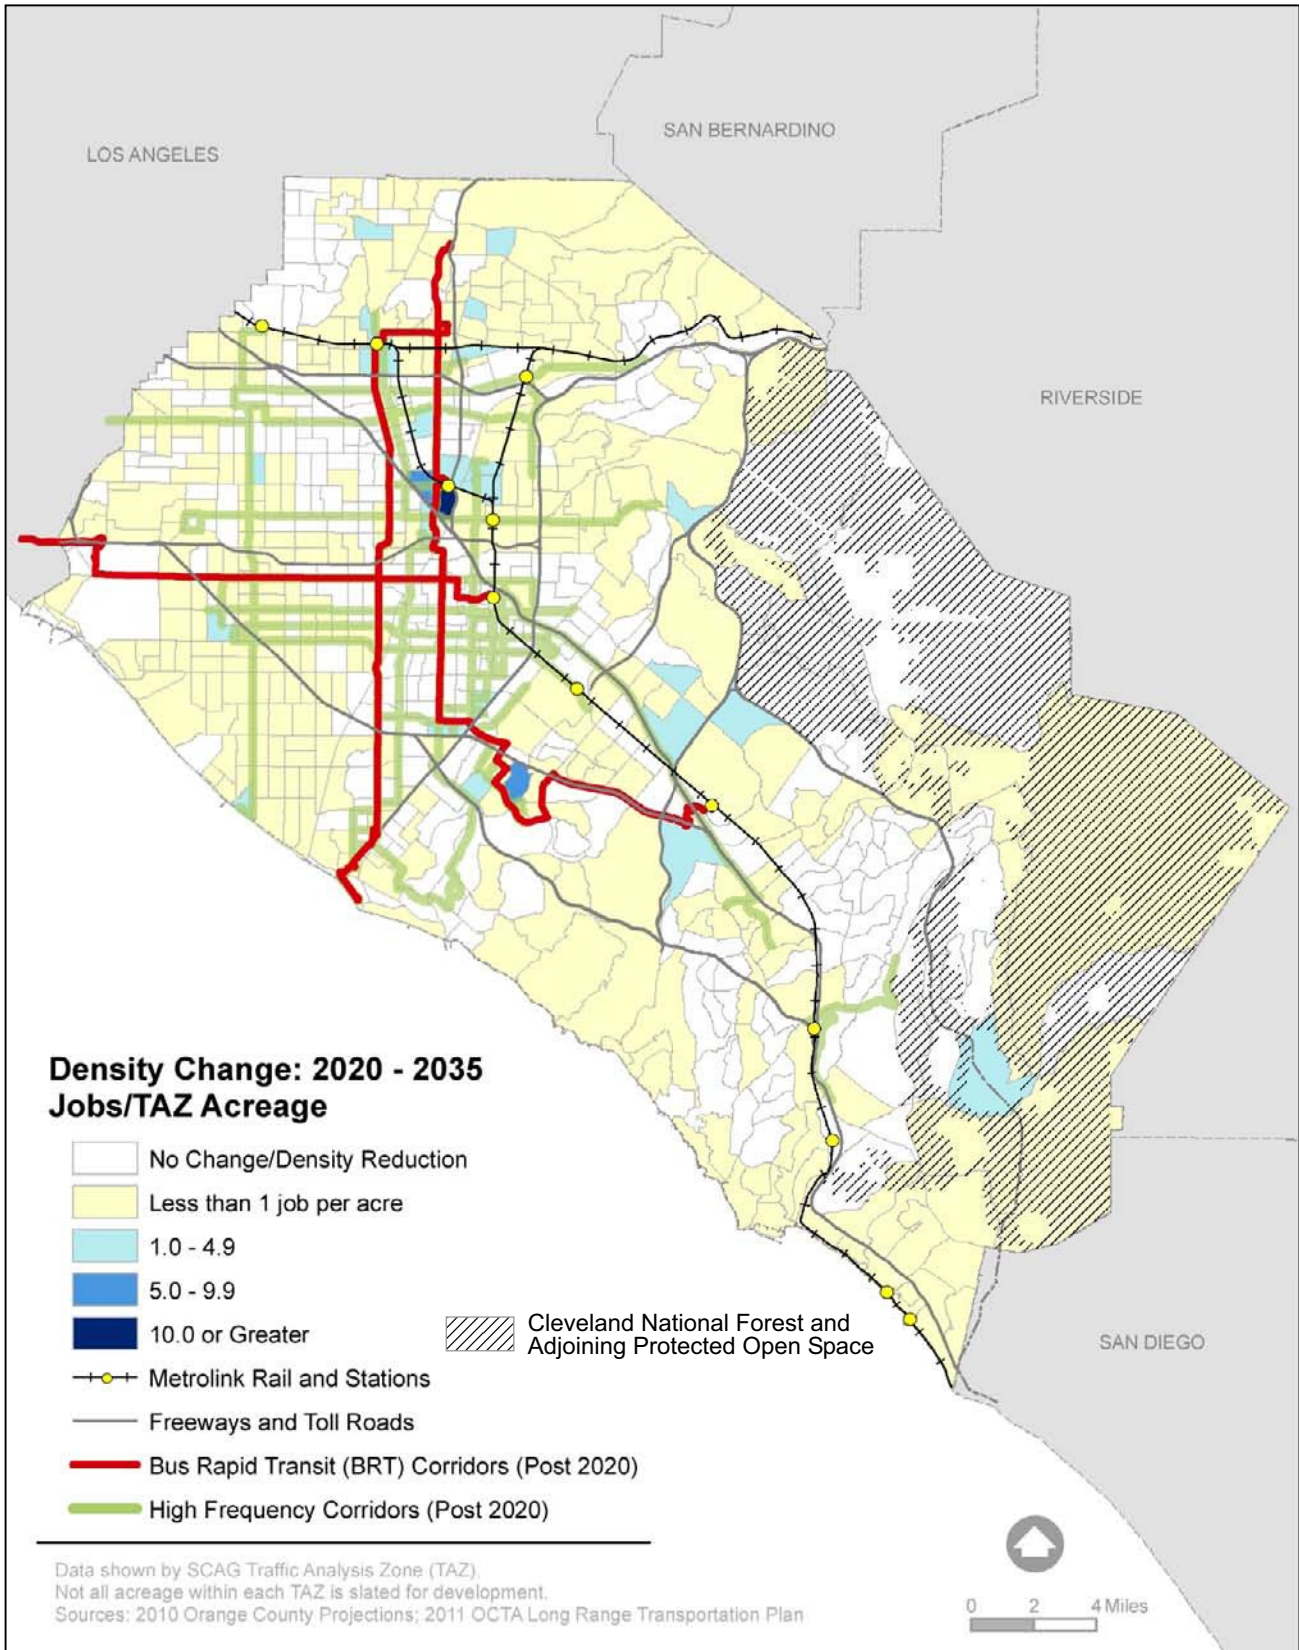 SAN BERNARDINO
LOS ANGELES
RIVERSIDE
Density Change: 2020 - 2035
Jobs/TAZ Acreage
No Change/Density Reduction
Less than 1 job per acre
1.0 - 4.9
5.0 - 9.9
10.0 or Greater
Cleveland National Forest and
Adjoining Protected Open Space
SAN DIEGO
Metrolink Rail and Stations
Freeways and Toll Roads
Bus Rapid Transit (BRT) Corridors (Post 2020)
High Frequency Corridors (Post 2020)
Data shown by SCAG Traffic Analysis Zone (TAZ).
Not all acreage within each TAZ is slated for development.
Sources: 2010 Orange County Projections; 2011 OCTA Long Range Transportation Plan
0 2 4 Miles